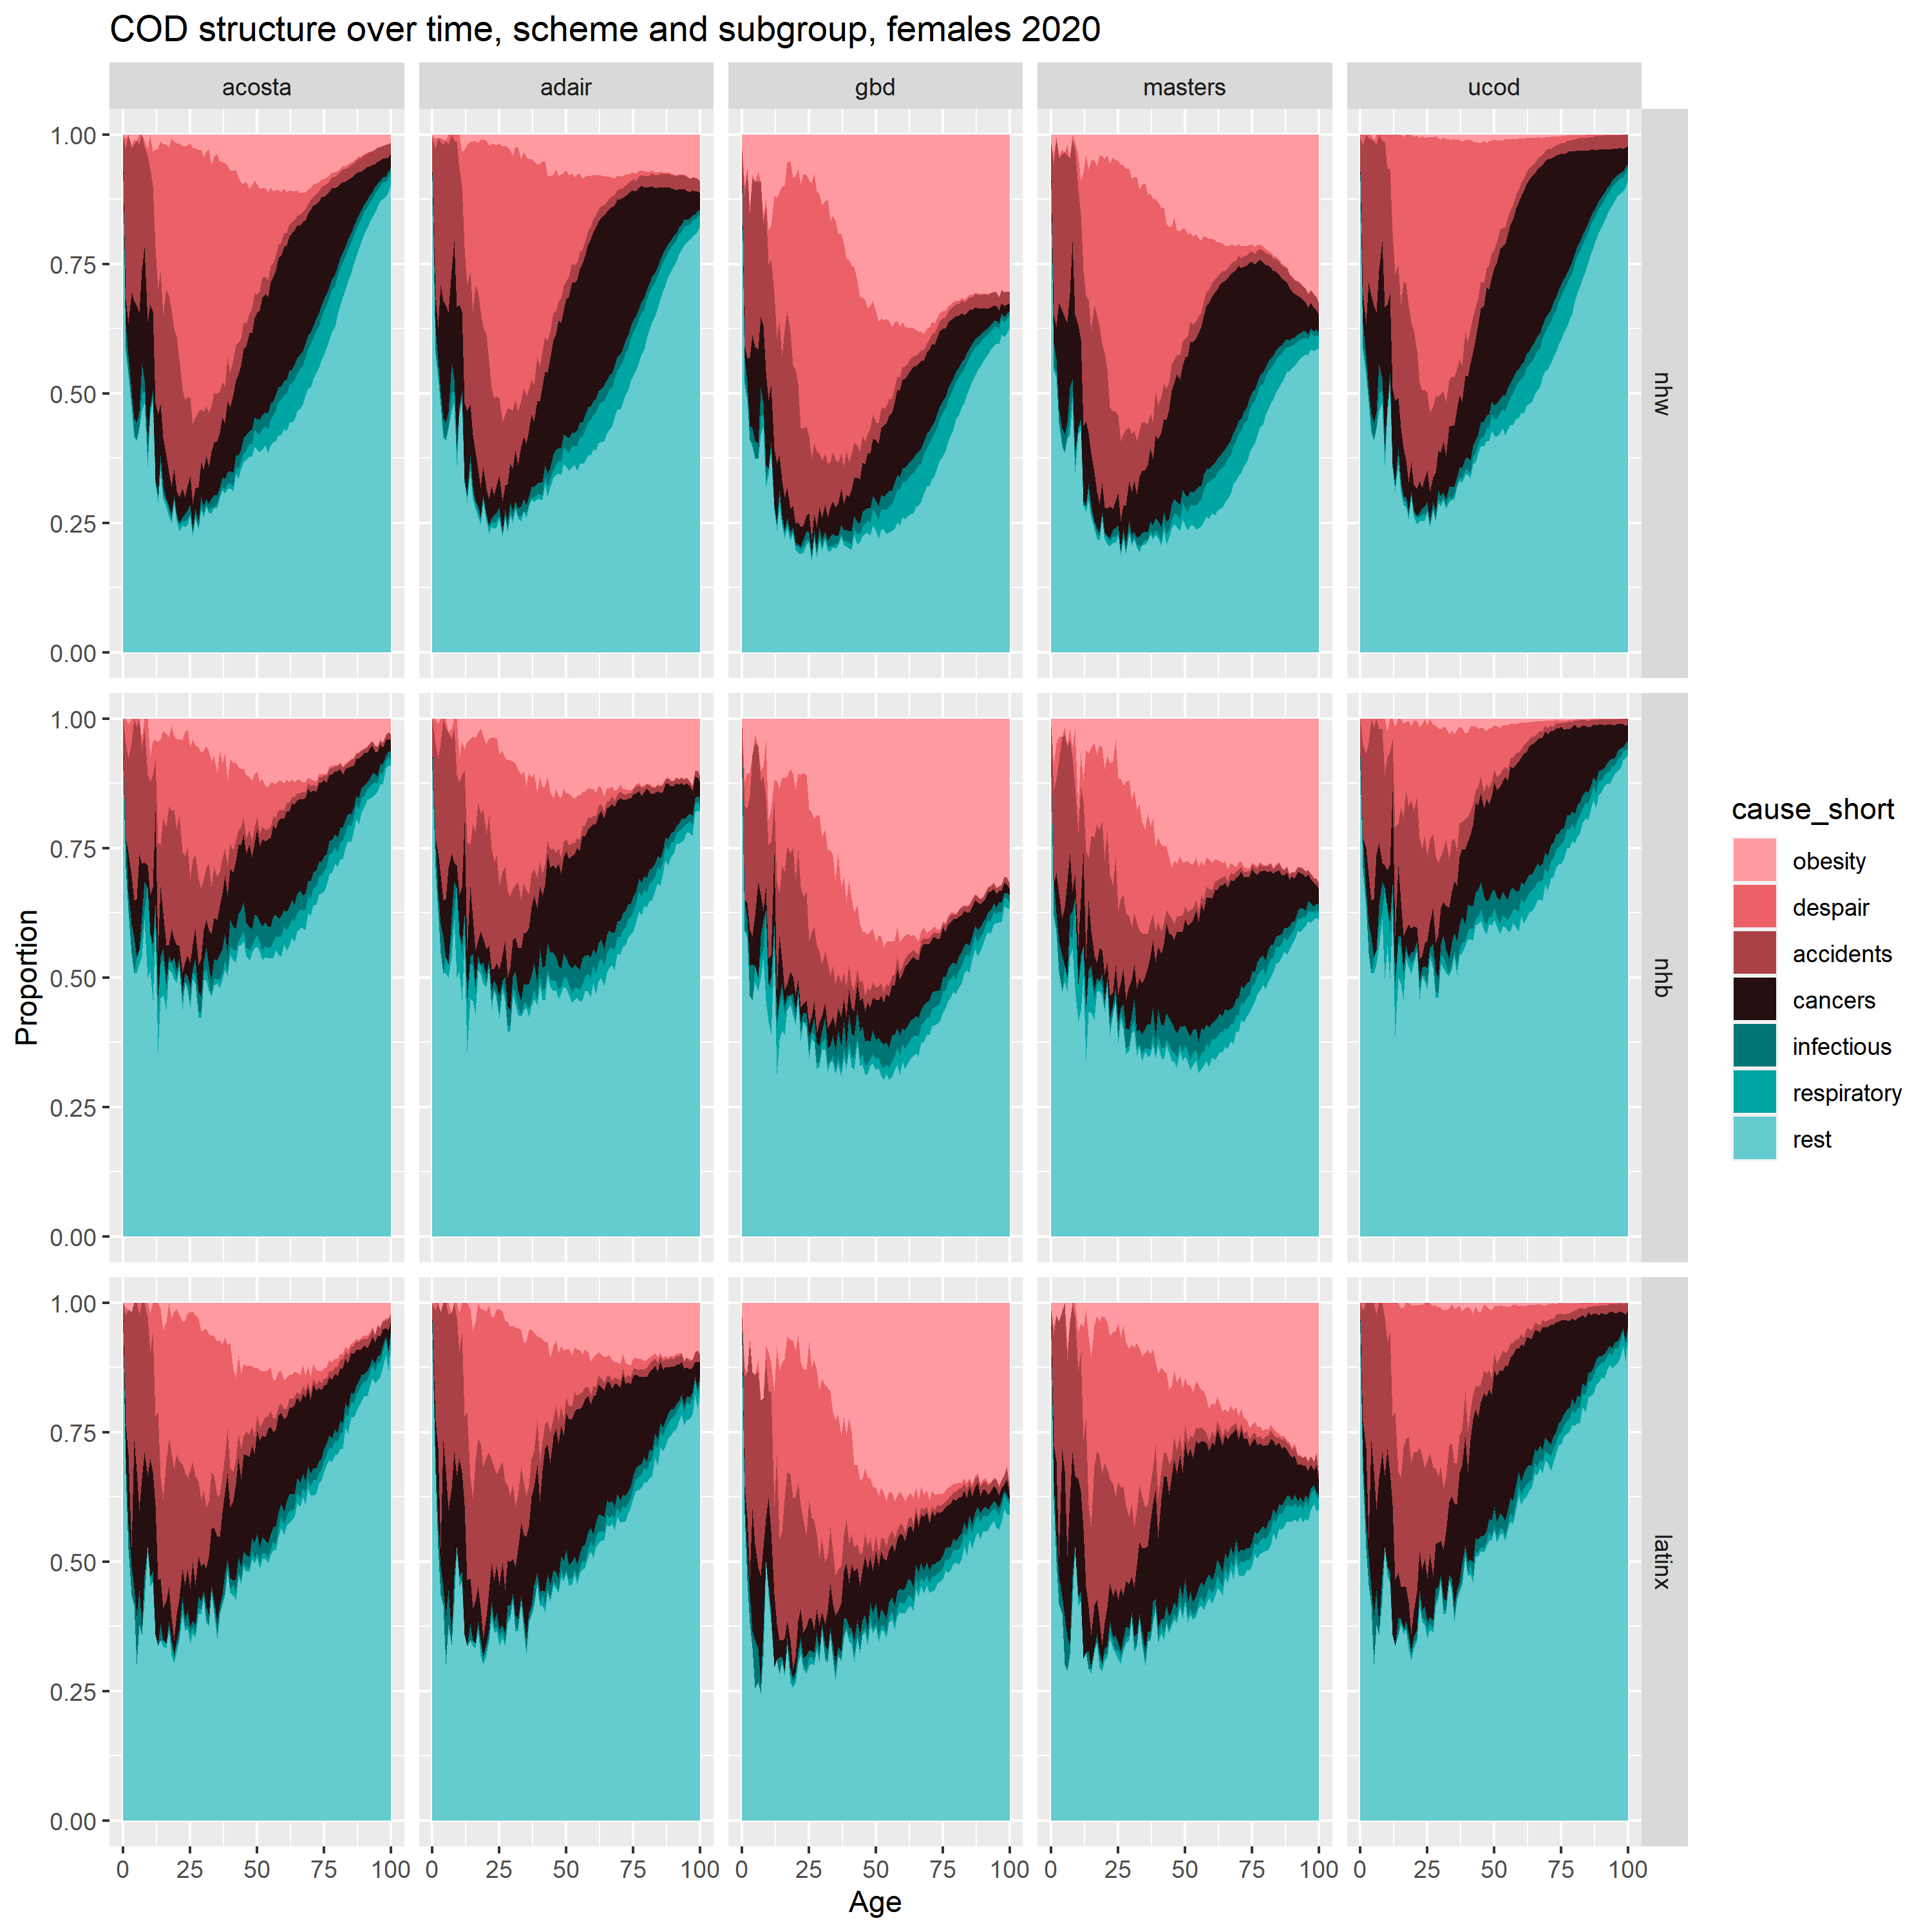 COD structure over time, scheme and subgroup, females 2020
acosta adair gbd masters ucod
1.00
0.75
0.50
0.25
0.00
nhw
1.00
0.75
0.50
0.25
0.00
nhb
1.00
0.75
0.50
0.25
0.00
latinx
Proportion
0 25 50 75 100 0 25 50 75 100 0 25 50 75 100 0 25 50 75 100 0 25 50 75 100
Age
cause_short
obesity
despair
accidents
cancers
infectious
respiratory
rest